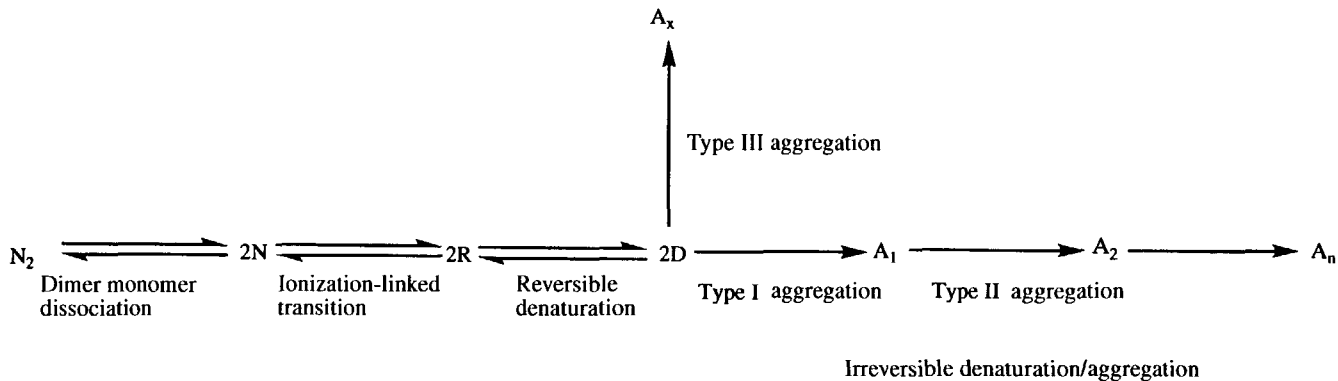 Aₓ
Type III aggregation
N₂ 2N 2R 2D A₁ A₂ Aₙ
Dimer monomer
dissociation
Ionization-linked
transition
Reversible
denaturation
Type I aggregation
Type II aggregation
Irreversible denaturation/aggregation